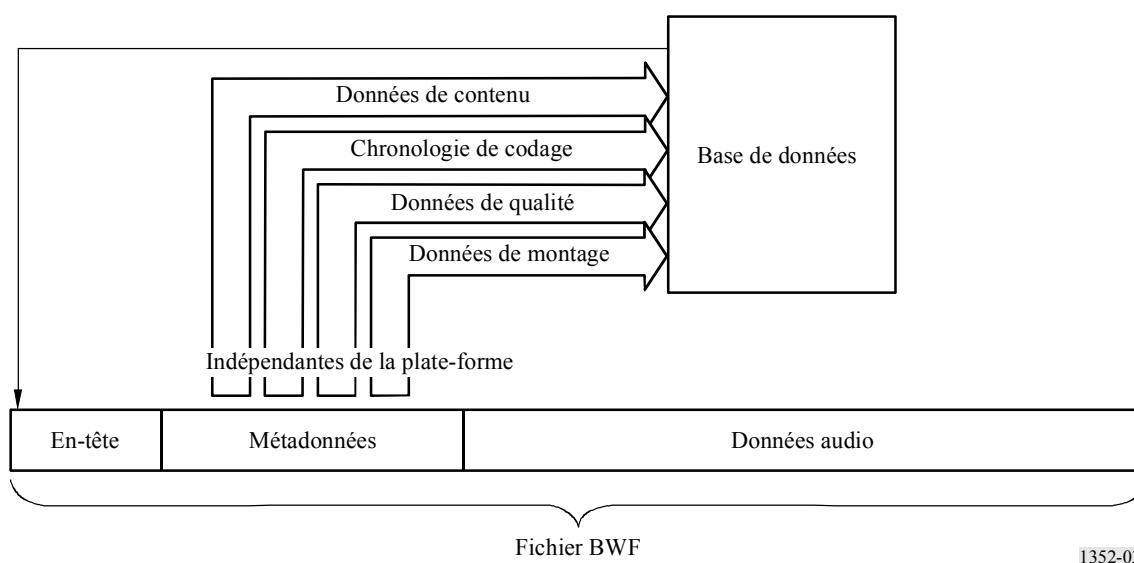 Données de contenu
Chronologie de codage
Base de données
Données de qualité
Données de montage
Indépendantes de la plate-forme
En-tête
Métadonnées
Données audio
Fichier BWF